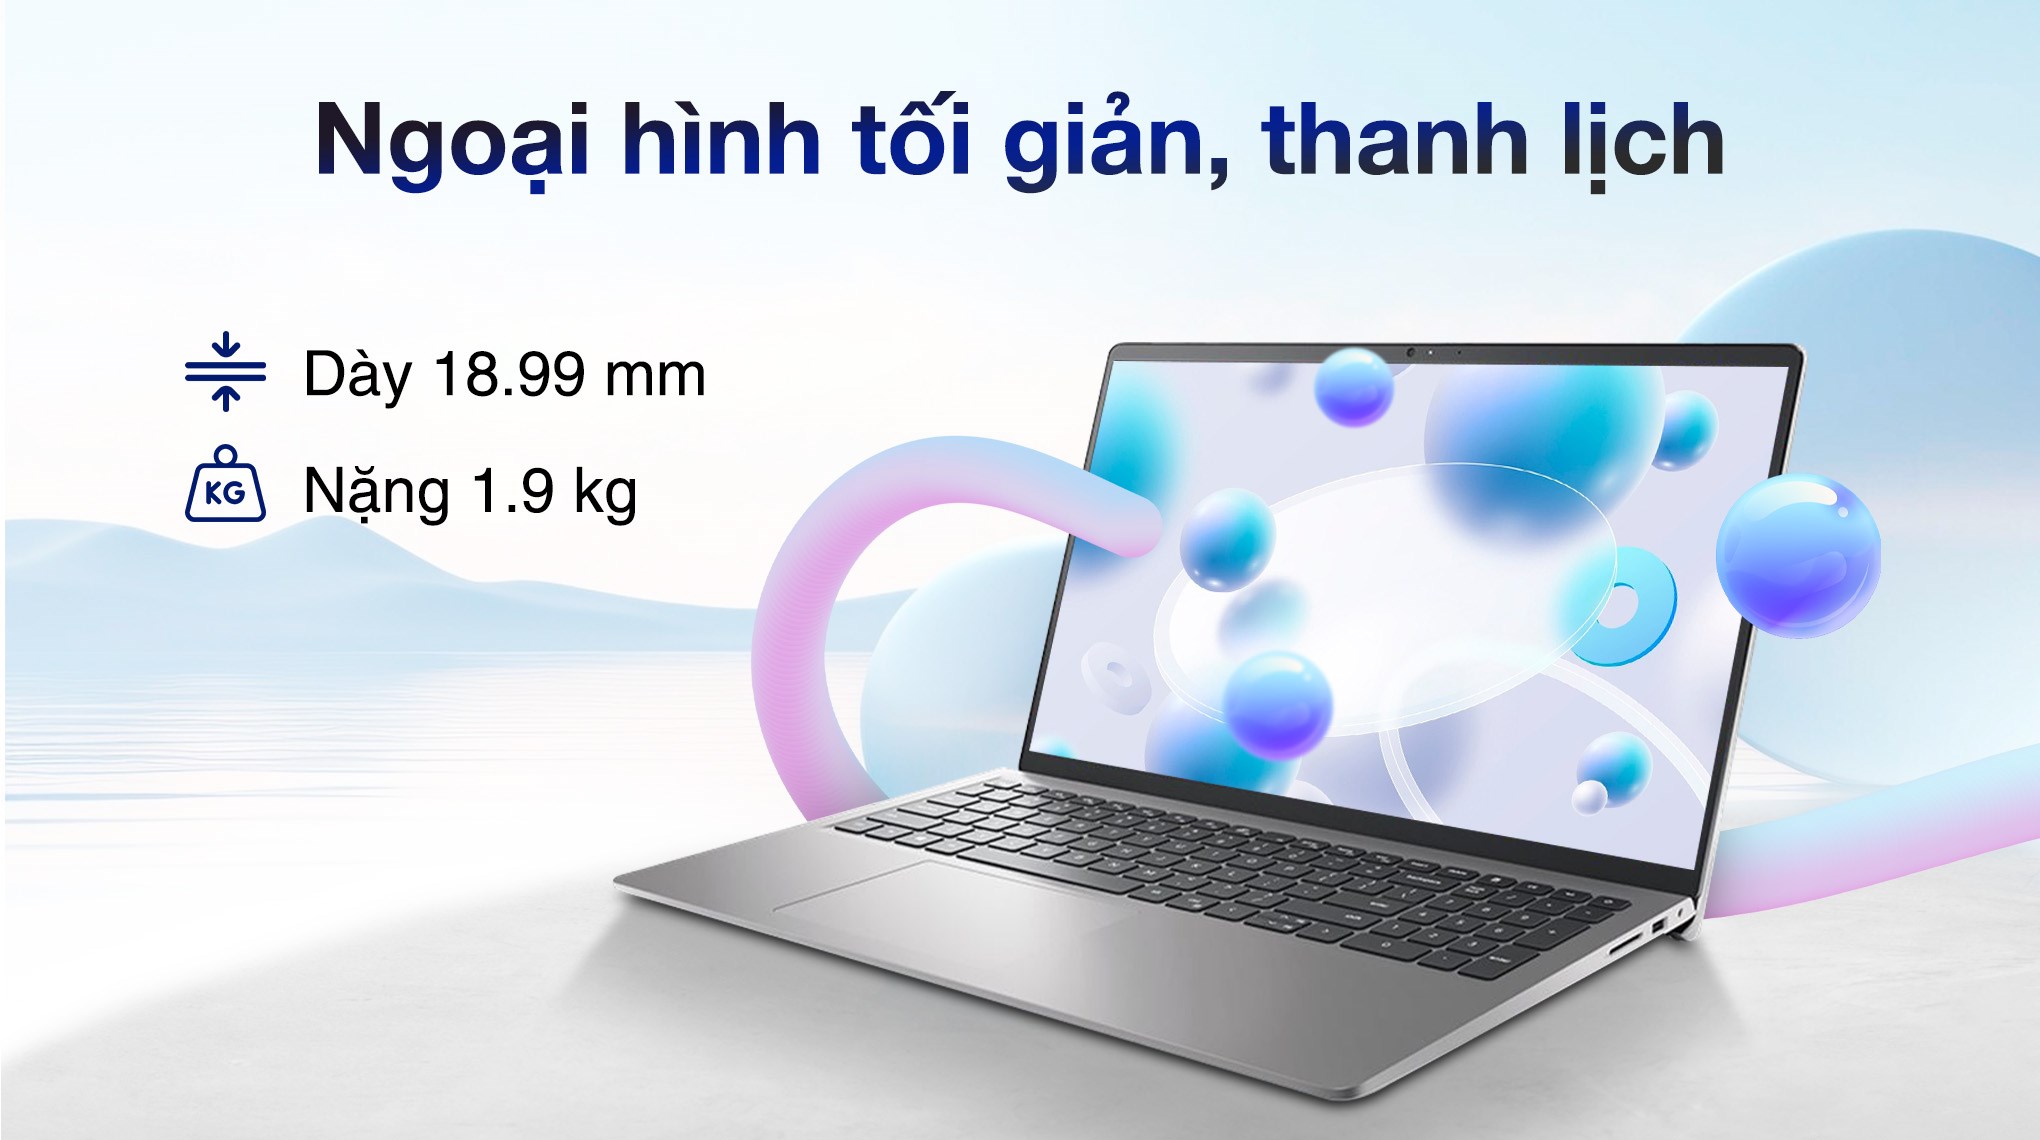 Ngoại hình tối giản, thanh lịch
Dày 18.99 mm
KG
Nặng 1.9 kg